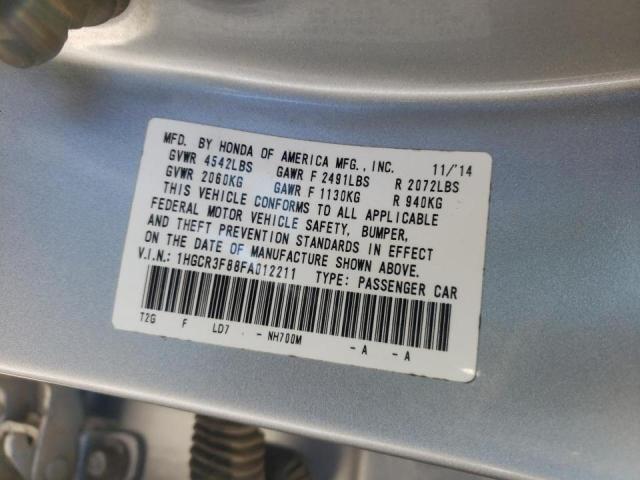 MFD. BY HONDA OF AMERICA MFG., INC. 11/'14
GVWR 4542LBS GAWR F 2491LBS R 2072LBS
GVWR 2060KG GAWR F 1130KG R 940KG
THIS VEHICLE CONFORMS TO ALL APPLICABLE
FEDERAL MOTOR VEHICLE SAFETY, BUMPER,
AND THEFT PREVENTION STANDARDS IN EFFECT
ON THE DATE OF MANUFACTURE SHOWN ABOVE.
V.I.N.: 1HGCR3F88FA012211 TYPE: PASSENGER CAR
T2G F LD7 - NH700M - A - A